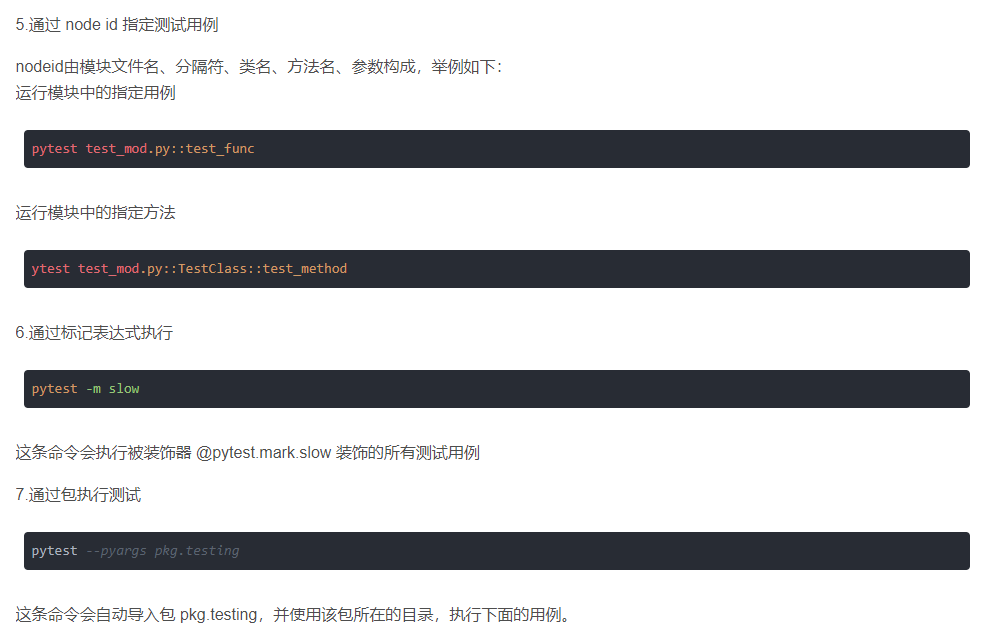 5.通过 node id 指定测试用例
nodeid由模块文件名、分隔符、类名、方法名、参数构成，举例如下：
运行模块中的指定用例
pytest test_mod.py::test_func
运行模块中的指定方法
ytest test_mod.py::TestClass::test_method
6.通过标记表达式执行
pytest -m slow
这条命令会执行被装饰器 @pytest.mark.slow 装饰的所有测试用例
7.通过包执行测试
pytest --pyargs pkg.testing
这条命令会自动导入包 pkg.testing，并使用该包所在的目录，执行下面的用例。